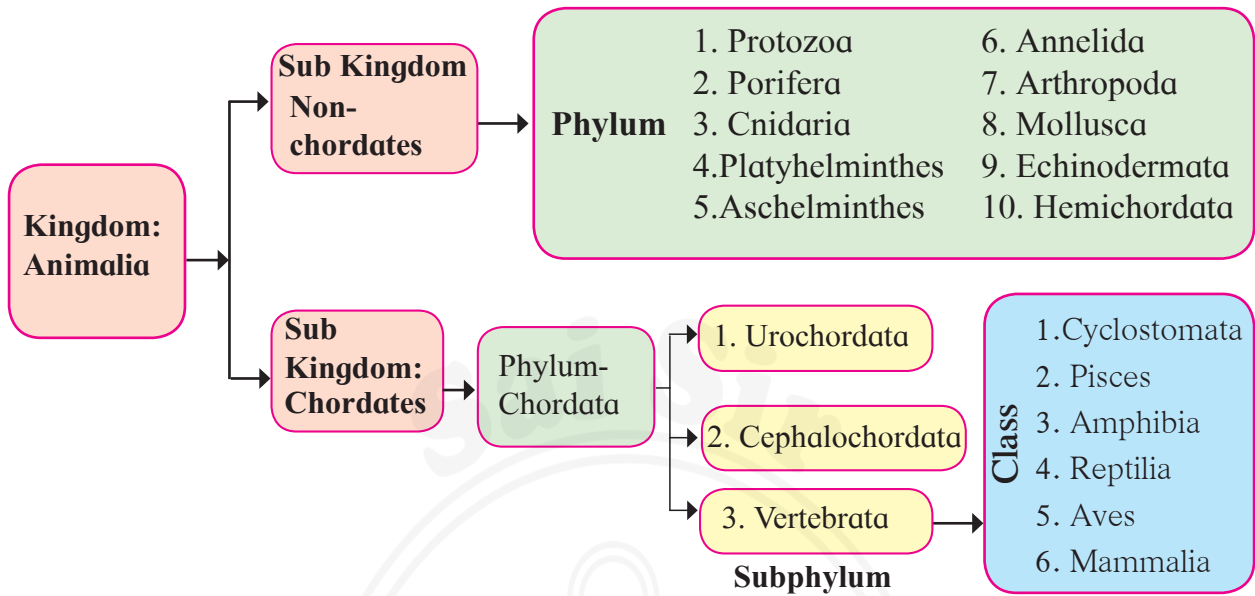 Kingdom:
Animalia
Sub Kingdom
Non-
chordates
Phylum
1. Protozoa
2. Porifera
3. Cnidaria
4.Platyhelminthes
5.Aschelminthes
6. Annelida
7. Arthropoda
8. Mollusca
9. Echinodermata
10. Hemichordata
Sub
Kingdom:
Chordates
Phylum-
Chordata
1. Urochordata
2. Cephalochordata
3. Vertebrata
Subphylum
Class
1.Cyclostomata
2. Pisces
3. Amphibia
4. Reptilia
5. Aves
6. Mammalia
sai Sir